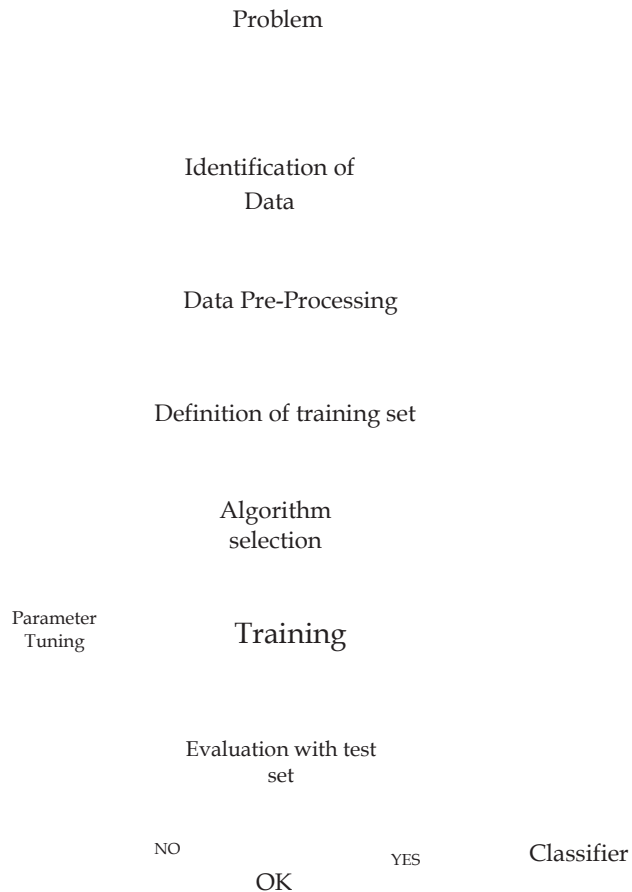 Problem
Identification of
Data
Data Pre-Processing
Definition of training set
Algorithm
selection
Parameter
Tuning
Training
Evaluation with test
set
NO
YES
Classifier
OK